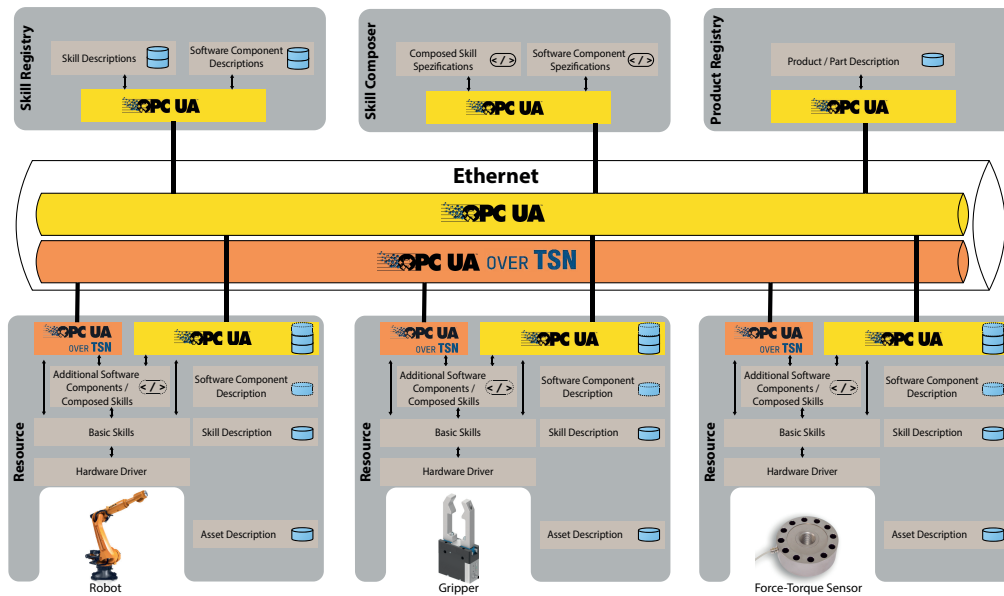 Skill Registry
Skill Descriptions
Software Component
Descriptions
OPC UA
Skill Composer
Composed Skill
Spezifications
</>
Software Component
Spezifications
</>
OPC UA
Product Registry
Product / Part Description
OPC UA
Ethernet
OPC UA
OPC UA OVER TSN
Resource
OPC UA
OVER TSN
OPC UA
Additional Software
Components /
Composed Skills
</>
Software Component
Description
Basic Skills
Skill Description
Hardware Driver
Asset Description
Robot
Resource
OPC UA
OVER TSN
OPC UA
Additional Software
Components /
Composed Skills
</>
Software Component
Description
Basic Skills
Skill Description
Hardware Driver
Asset Description
Gripper
Resource
OPC UA
OVER TSN
OPC UA
Additional Software
Components /
Composed Skills
</>
Software Component
Description
Basic Skills
Skill Description
Hardware Driver
Asset Description
Force-Torque Sensor